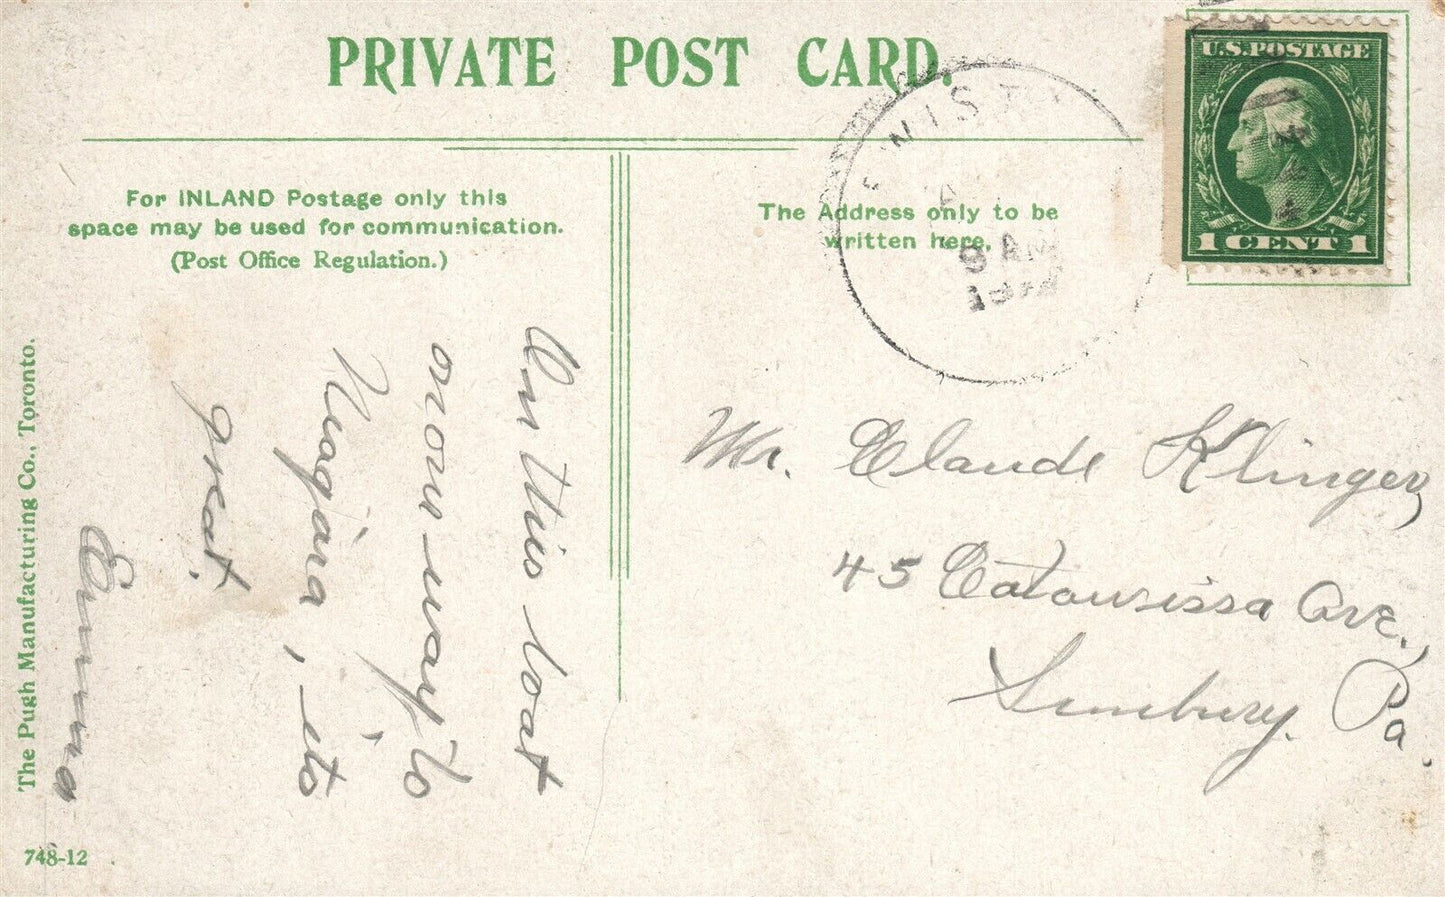 PRIVATE POST CARD.
U.S. POSTAGE
1 CENT 1
For INLAND Postage only this
space may be used for communication.
(Post Office Regulation.)
The Address only to be
written here.
9 AM
On this boat
now way to
Niagara, its
great.
Emma
Mr. Claude Klinger,
45 Catawissa Ave.,
Sunbury. Pa.
The Pugh Manufacturing Co., Toronto.
748-12